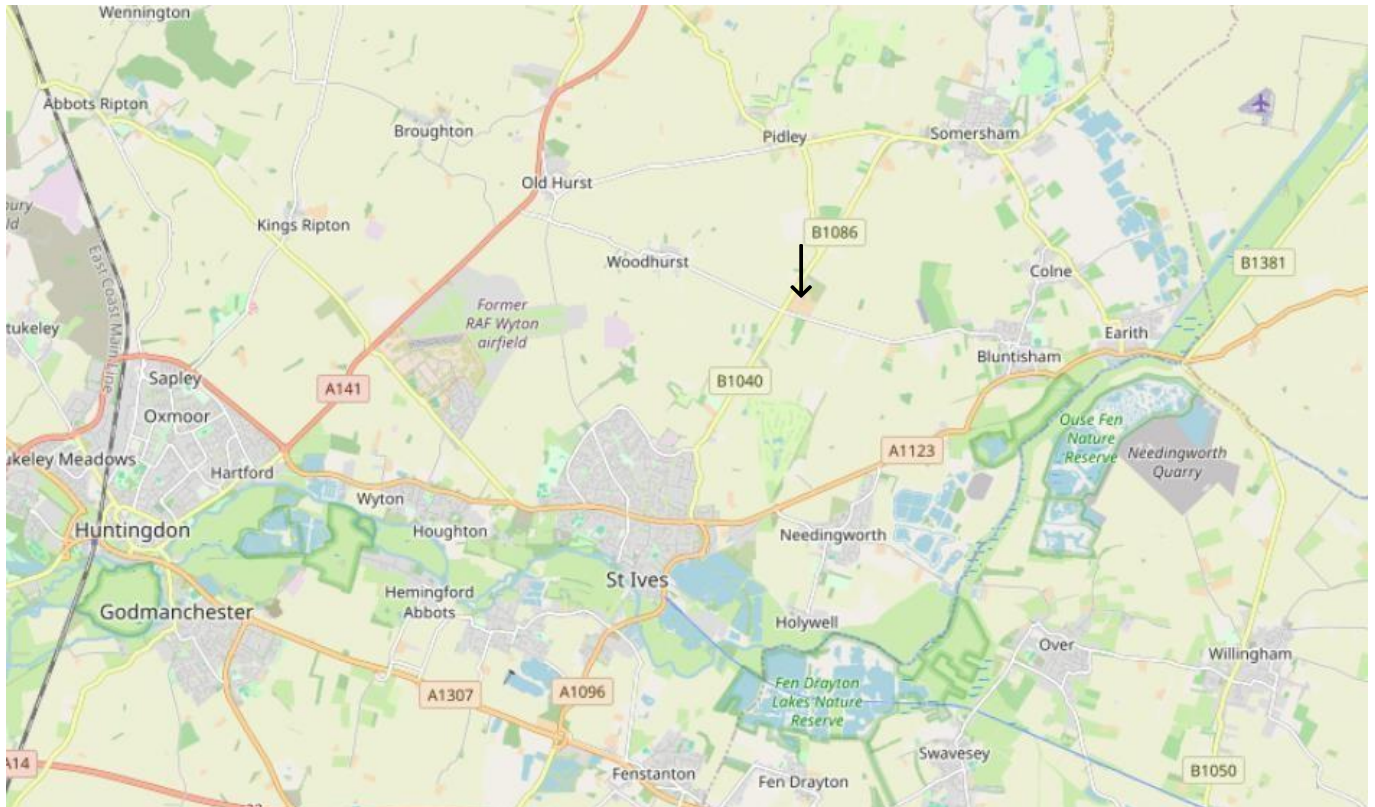 Wennington
Abbots Ripton
Broughton
Pidley
Somersham
Old Hurst
Kings Ripton
Woodhurst
B1086
B1381
Colne
East Coast Main Line
Former
RAF Wyton
airfield
Earith
Bluntisham
Sapley
A141
B1040
Oxmoor
Ouse Fen
Nature
Reserve
Needingworth
Quarry
A1123
Hartford
Wyton
Houghton
Huntingdon
Needingworth
St Ives
Hemingford
Abbots
Godmanchester
Holywell
Over
Willingham
A1307
A1096
Fen Drayton
Lakes Nature
Reserve
Swavesey
Fenstanton
Fen Drayton
B1050
A14